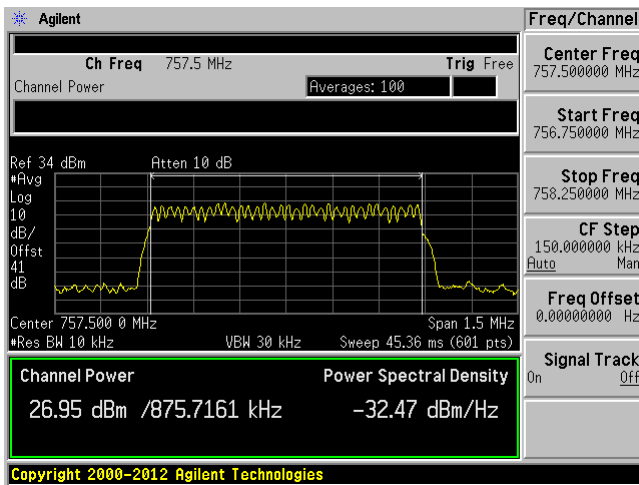 Agilent
Freq/Channel
Ch Freq 757.5 MHz Trig Free
Channel Power Averages: 100
Center Freq
757.500000 MHz
Start Freq
756.750000 MHz
Stop Freq
758.250000 MHz
CF Step
150.000000 kHz
Auto Man
Freq Offset
0.00000000 Hz
Signal Track
On Off
Ref 34 dBm Atten 10 dB
#Avg
Log
10
dB/
Offst
41
dB
Center 757.500 0 MHz Span 1.5 MHz
#Res BW 10 kHz VBW 30 kHz Sweep 45.36 ms (601 pts)
Channel Power Power Spectral Density
26.95 dBm /875.7161 kHz -32.47 dBm/Hz
Copyright 2000-2012 Agilent Technologies